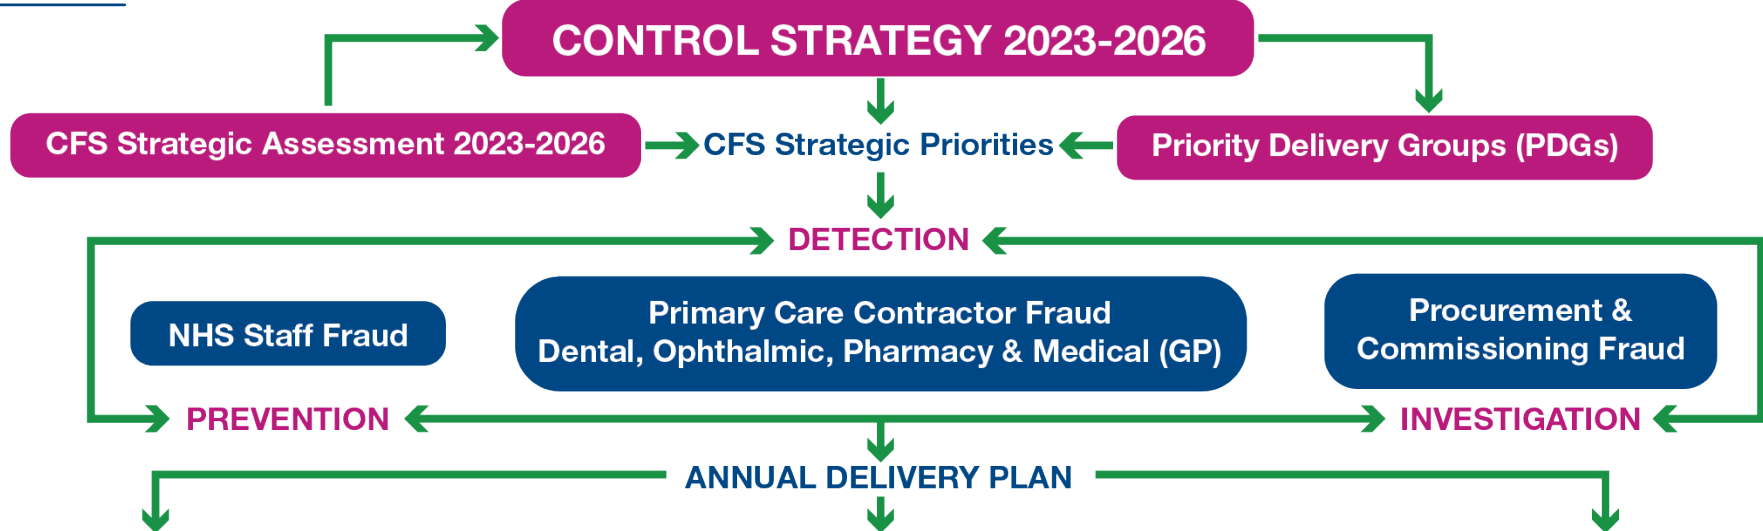 CONTROL STRATEGY 2023-2026
CFS Strategic Assessment 2023-2026
CFS Strategic Priorities
Priority Delivery Groups (PDGs)
DETECTION
NHS Staff Fraud
Primary Care Contractor Fraud
Dental, Ophthalmic, Pharmacy & Medical (GP)
Procurement &
Commissioning Fraud
PREVENTION
INVESTIGATION
ANNUAL DELIVERY PLAN